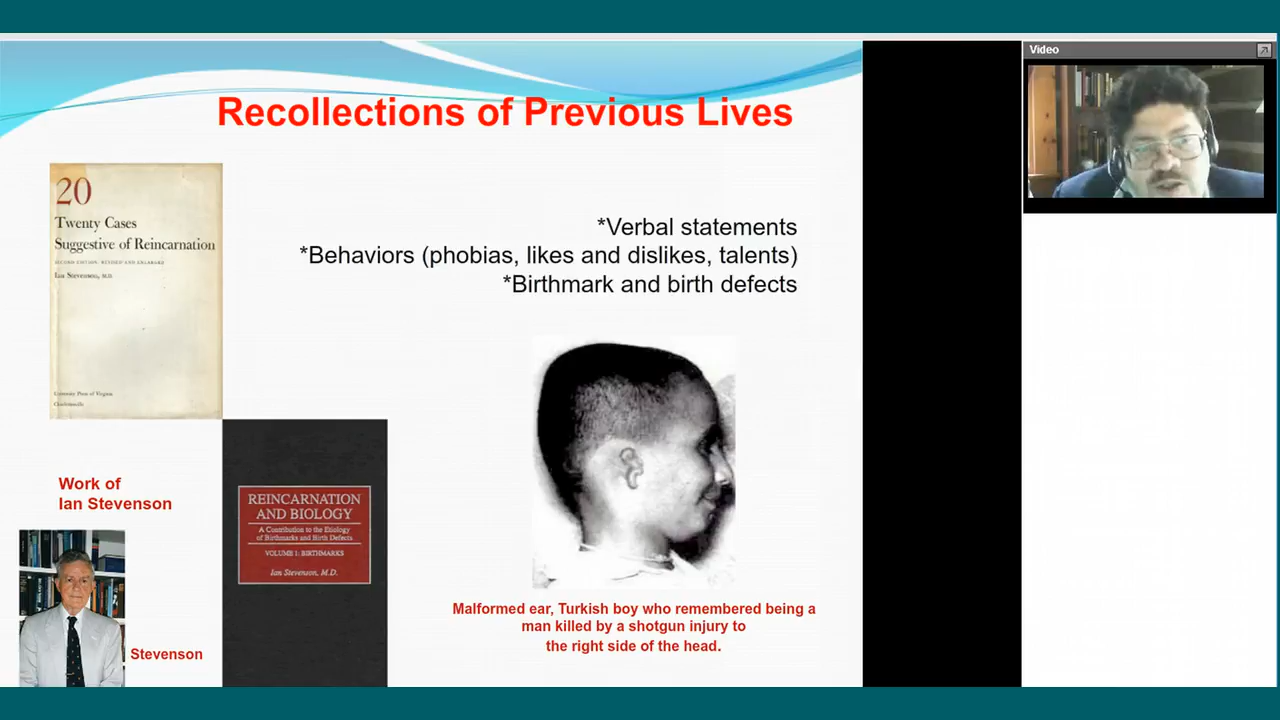 Video
Recollections of Previous Lives
20
Twenty Cases
Suggestive of Reincarnation
SECOND EDITION, REVISED AND ENLARGED
Ian Stevenson, M.D.
University Press of Virginia
Charlottesville
*Verbal statements
*Behaviors (phobias, likes and dislikes, talents)
*Birthmark and birth defects
Work of
Ian Stevenson
REINCARNATION
AND BIOLOGY
A Contribution to the Etiology
of Birthmarks and Birth Defects
VOLUME 1: BIRTHMARKS
Ian Stevenson, M.D.
Stevenson
Malformed ear, Turkish boy who remembered being a
man killed by a shotgun injury to
the right side of the head.